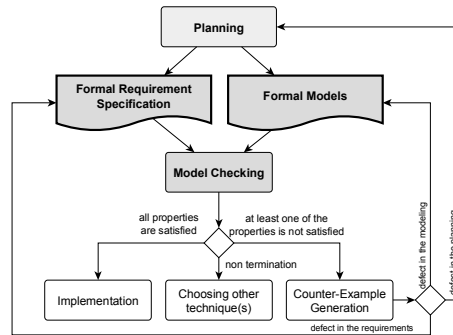 Planning
Formal Requirement
Specification
Formal Models
Model Checking
all properties
are satisfied
at least one of the
properties is not satisfied
non termination
Implementation
Choosing other
technique(s)
Counter-Example
Generation
defect in the modeling
defect in the planning
defect in the requirements